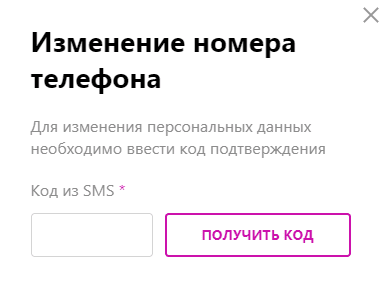 Изменение номера
телефона
Для изменения персональных данных
необходимо ввести код подтверждения
Код из SMS *
ПОЛУЧИТЬ КОД